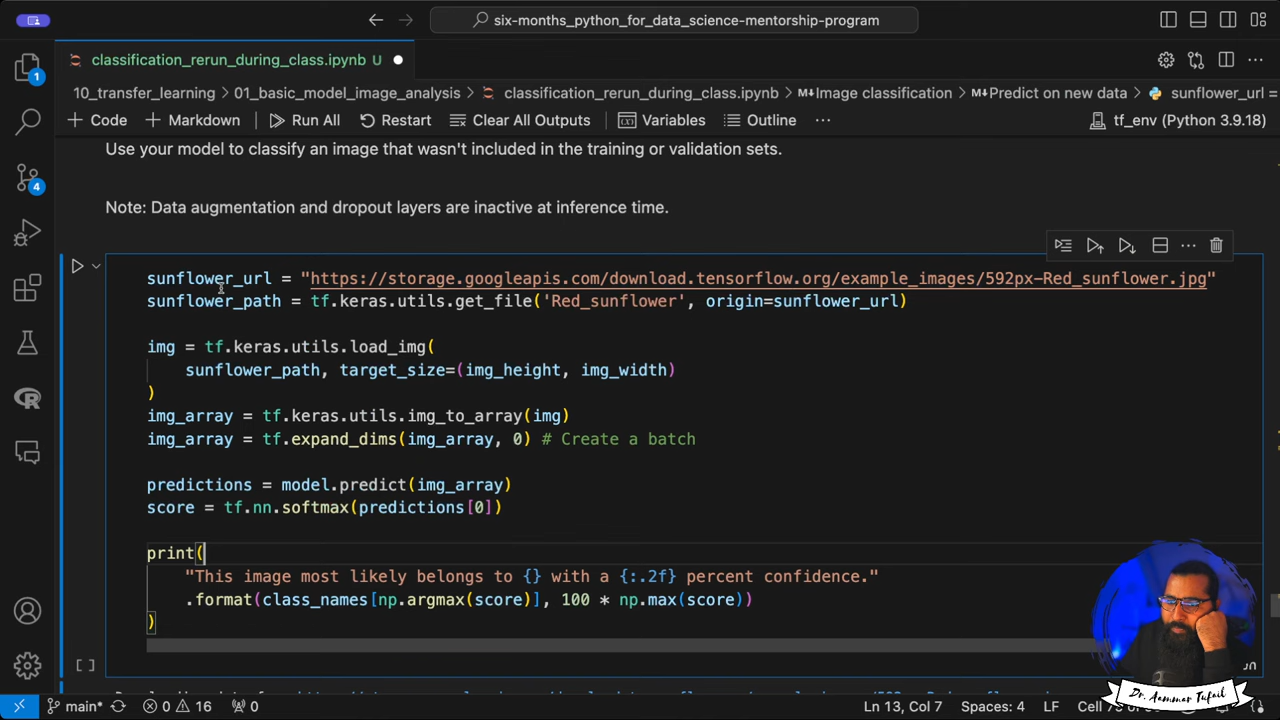 six-months_python_for_data_science-mentorship-program
classification_rerun_during_class.ipynb U
10_transfer_learning > 01_basic_model_image_analysis > classification_rerun_during_class.ipynb > Image classification > Predict on new data > sunflower_url =
+ Code + Markdown Run All Restart Clear All Outputs Variables Outline ... tf_env (Python 3.9.18)
Use your model to classify an image that wasn't included in the training or validation sets.
Note: Data augmentation and dropout layers are inactive at inference time.
sunflower_url = "https://storage.googleapis.com/download.tensorflow.org/example_images/592px-Red_sunflower.jpg"
sunflower_path = tf.keras.utils.get_file('Red_sunflower', origin=sunflower_url)
img = tf.keras.utils.load_img(
sunflower_path, target_size=(img_height, img_width)
)
img_array = tf.keras.utils.img_to_array(img)
img_array = tf.expand_dims(img_array, 0) # Create a batch
predictions = model.predict(img_array)
score = tf.nn.softmax(predictions[0])
print(
"This image most likely belongs to {} with a {:.2f} percent confidence."
.format(class_names[np.argmax(score)], 100 * np.max(score))
)
[ ]
1
4
Dr. Aammar Tufail
main* 0 16 0 Ln 13, Col 7 Spaces: 4 LF